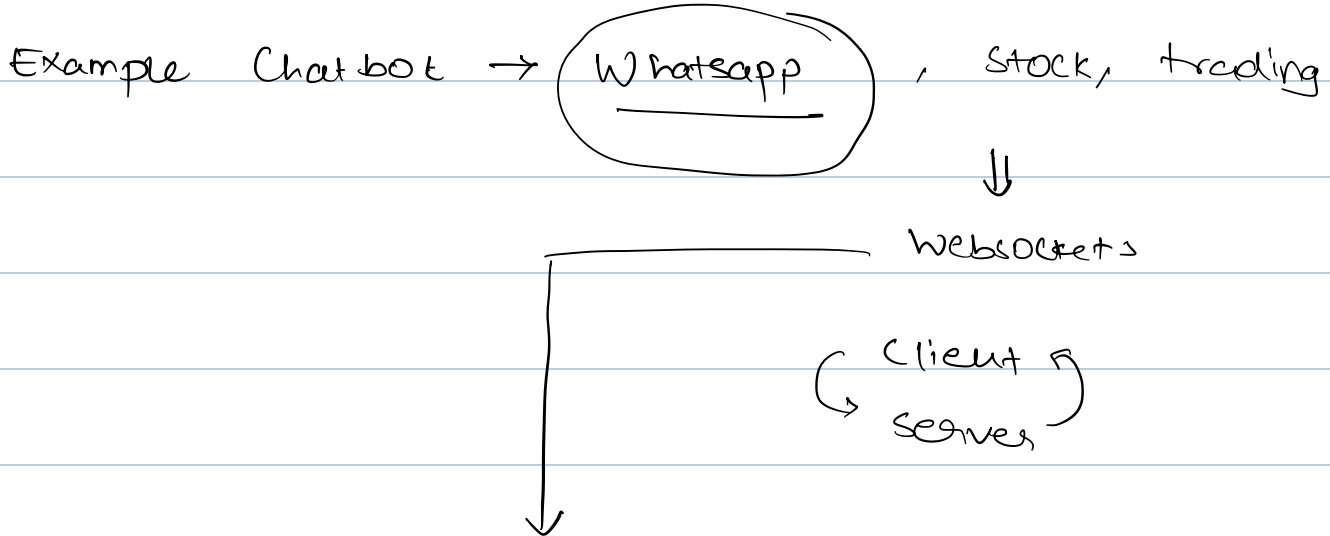 Example Chatbot → Whatsapp , Stock, trading
⇓
Websockets
Client
Server